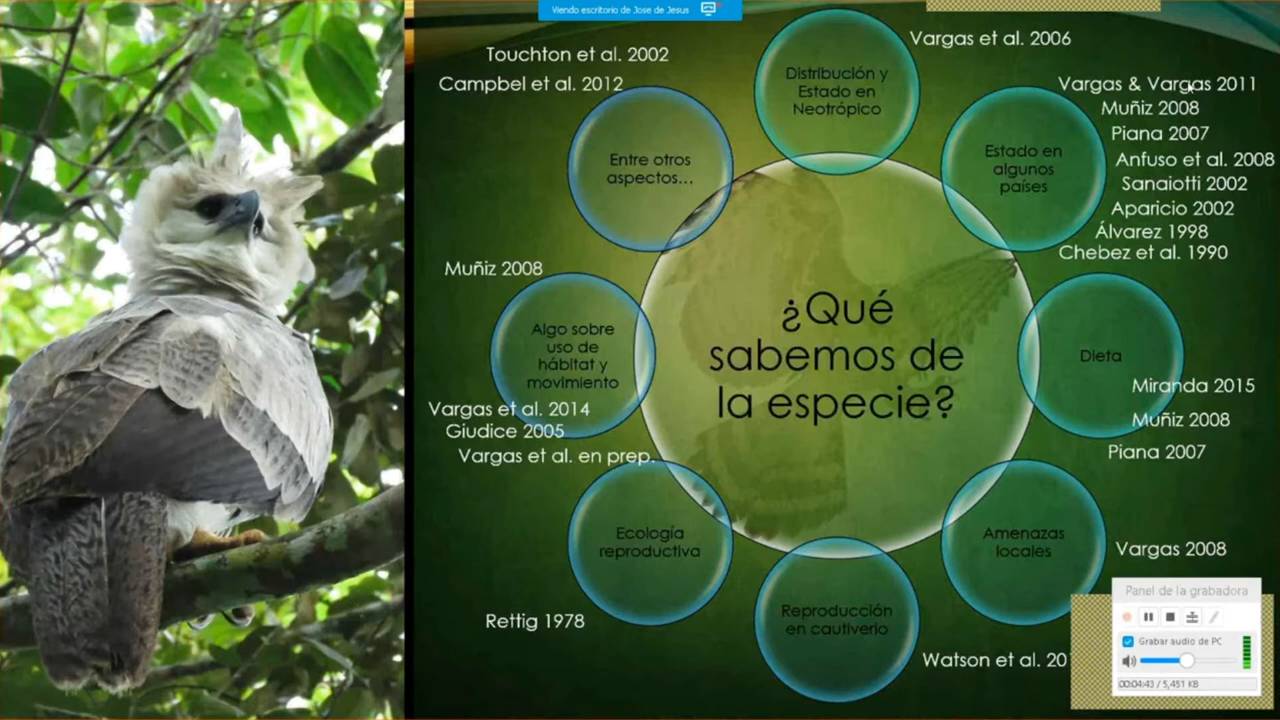 Viendo escritorio de Jose de Jesus
Touchton et al. 2002
Campbel et al. 2012
Entre otros
aspectos...
Distribución y
Estado en
Neotrópico
Vargas et al. 2006
Estado en
algunos
países
Vargas & Vargas 2011
Muñiz 2008
Piana 2007
Anfuso et al. 2008
Sanaiotti 2002
Aparicio 2002
Álvarez 1998
Chebez et al. 1990
Muñiz 2008
Algo sobre
uso de
hábitat y
movimiento
Vargas et al. 2014
Giudice 2005
Vargas et al. en prep.
¿Qué
sabemos de
la especie?
Dieta
Miranda 2015
Muñiz 2008
Piana 2007
Ecología
reproductiva
Rettig 1978
Reproducción
en cautiverio
Watson et al. 20
Amenazas
locales
Vargas 2008
Panel de la grabadora
Grabar audio de PC
00:04:43 / 5,451 KB